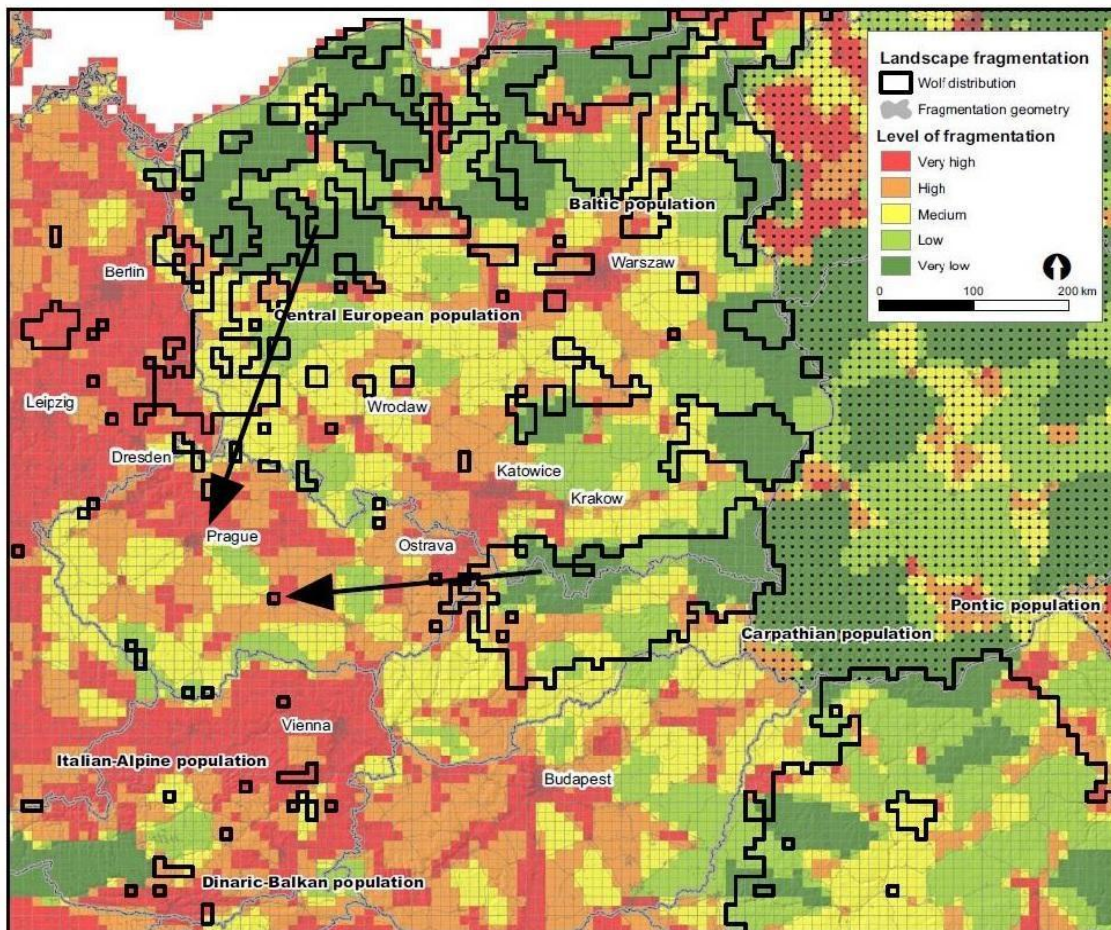 Landscape fragmentation
Wolf distribution
Fragmentation geometry
Level of fragmentation
Very high
High
Medium
Low
Very low
0 100 200 km
Baltic population
Warszaw
Berlin
Central European population
Leipzig
Wroclaw
Dresden
Katowice
Krakow
Prague
Ostrava
Pontic population
Carpathian population
Vienna
Italian-Alpine population
Budapest
Dinaric-Balkan population